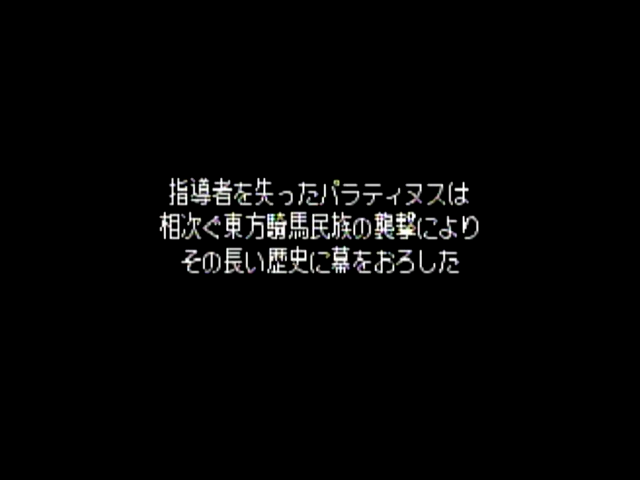 指導者を失ったパラティヌスは
相次ぐ東方騎馬民族の襲撃により
その長い歴史に幕をおろした